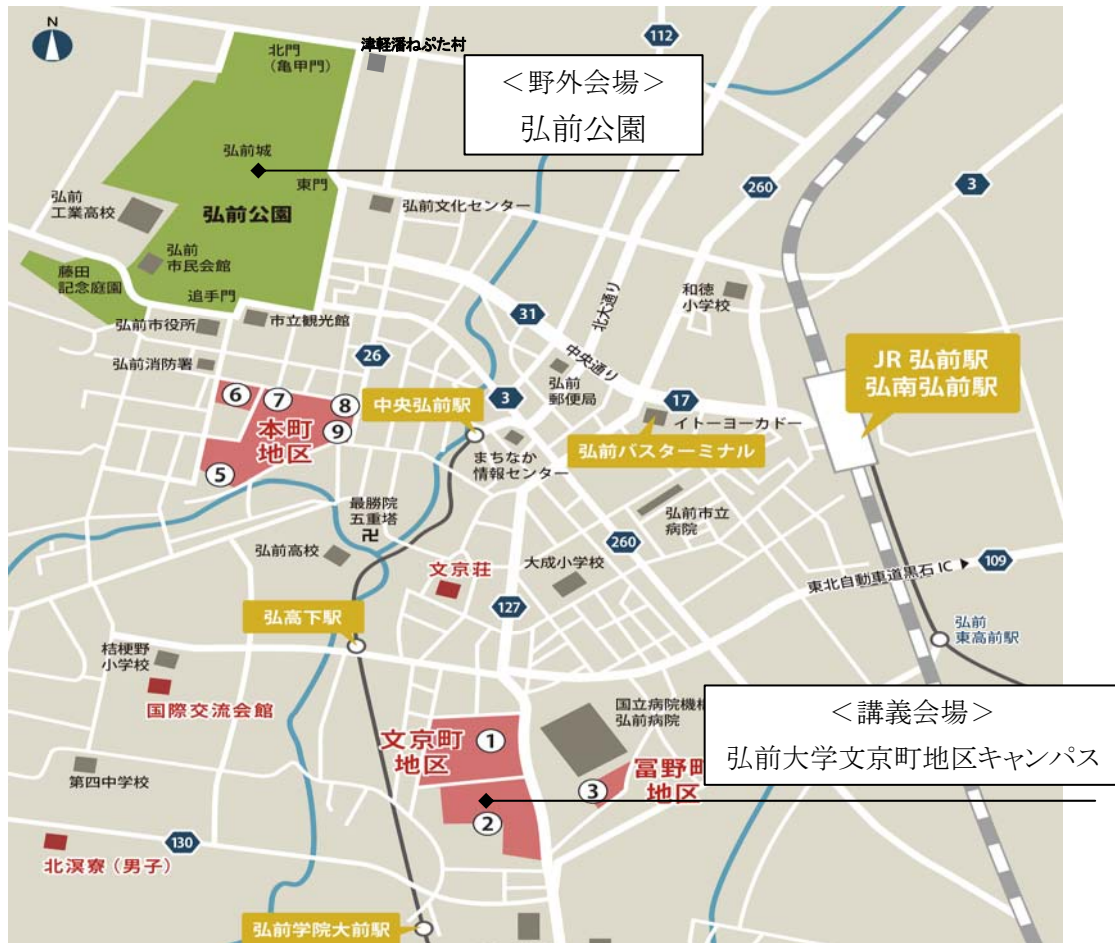 N
北門
（亀甲門）
津軽藩ねぷた村
112
＜野外会場＞
弘前公園
弘前城
東門
弘前公園
弘前
工業高校
弘前文化センター
260
3
弘前
市民会館
藤田
記念庭園
追手門
弘前市役所
市立観光館
弘前消防署
26
31
北大通り
中央通り
和徳
小学校
JR 弘前駅
弘南弘前駅
⑥
⑦
⑧
⑨
本町
地区
⑤
中央弘前駅
3
弘前
郵便局
17
イトーヨーカドー
弘前バスターミナル
まちなか
情報センター
最勝院
五重塔
卍
弘前高校
弘前市立
病院
260
大成小学校
文京荘
127
東北自動車道黒石 IC ▶
109
弘高下駅
弘前
東高前駅
桔梗野
小学校
国際交流会館
国立病院機
弘前病院
＜講義会場＞
弘前大学文京町地区キャンパス
文京町
地区
①
富野町
地区
③
②
第四中学校
130
北溟寮（男子）
弘前学院大前駅